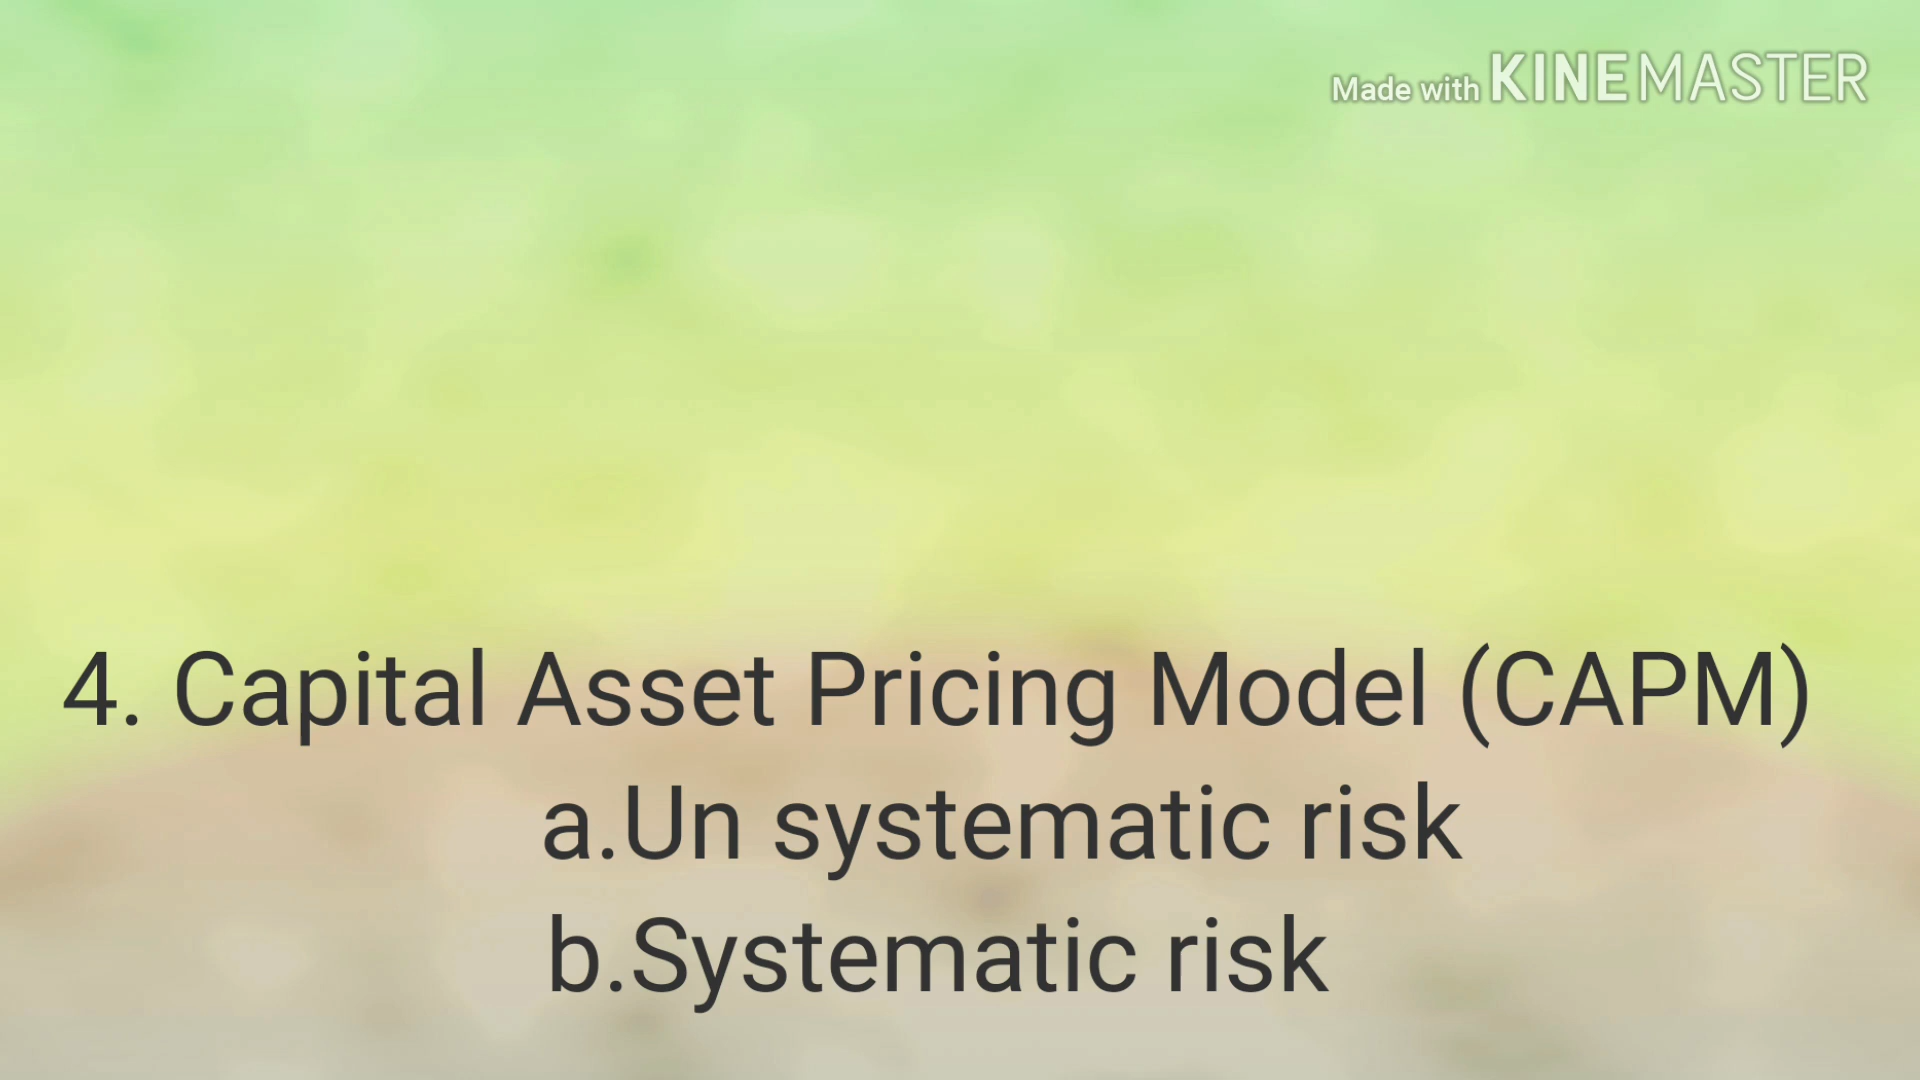 Made with KINEMASTER
4. Capital Asset Pricing Model (CAPM)
a.Un systematic risk
b.Systematic risk